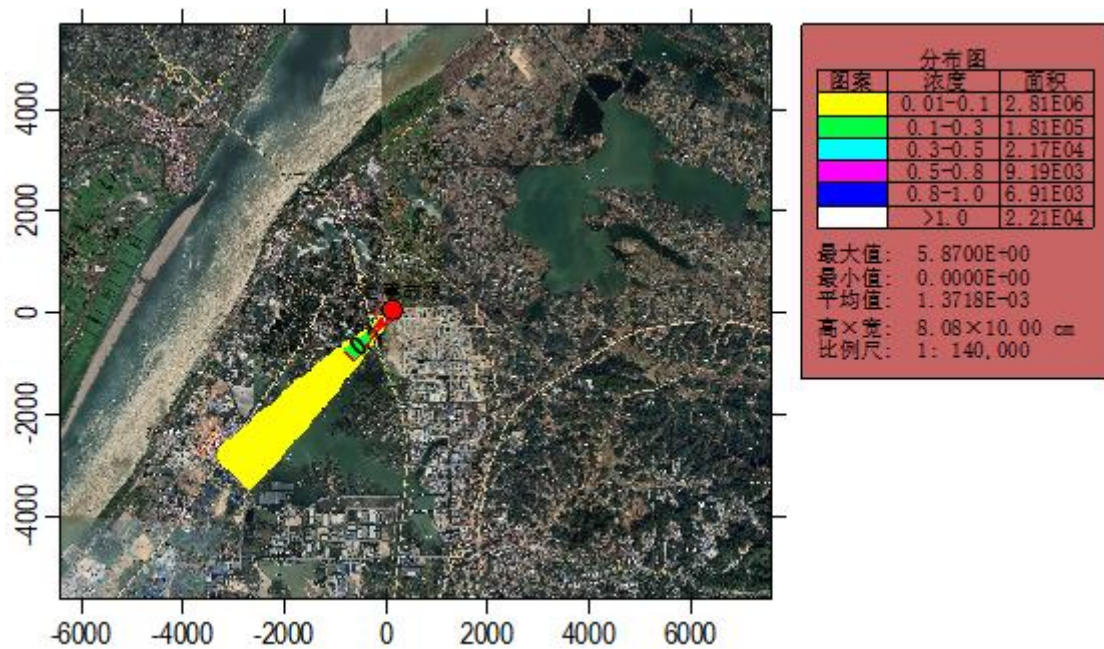 分布图
图案 浓度 面积
0.01-0.1 2.81E06
0.1-0.3 1.81E05
0.3-0.5 2.17E04
0.5-0.8 9.19E03
0.8-1.0 6.91E03
>1.0 2.21E04
最大值: 5.8700E+00
最小值: 0.0000E+00
平均值: 1.3718E-03
高×宽: 8.08×10.00 cm
比例尺: 1: 140,000
4000
2000
0
-2000
-4000
-6000 -4000 -2000 0 2000 4000 6000